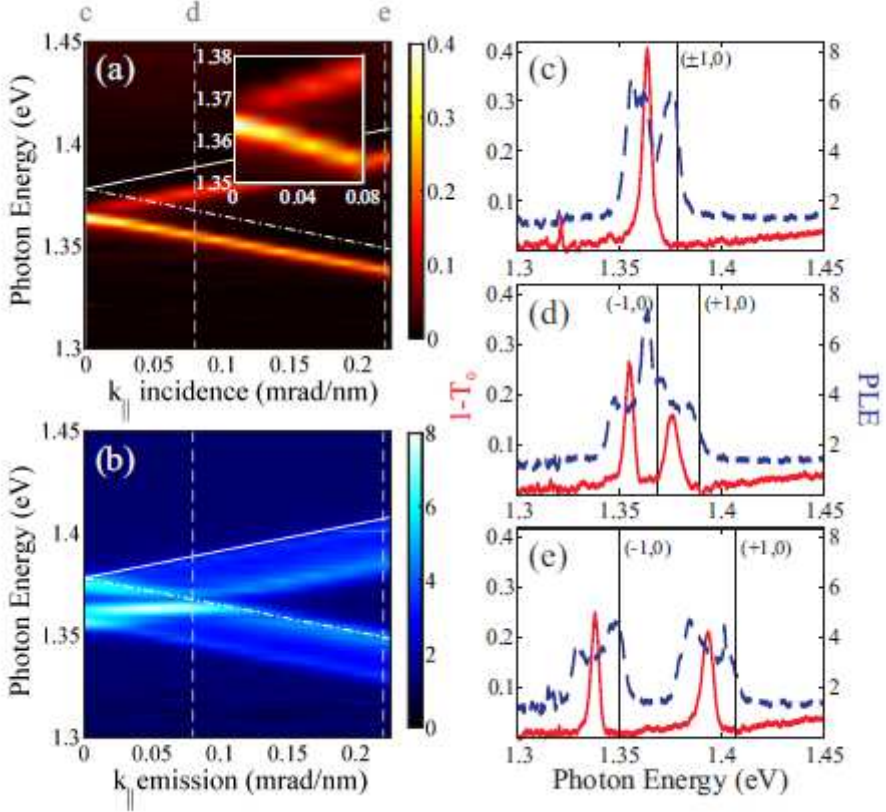 c d e
(a)
1.45
1.4
1.35
1.3
Photon Energy (eV)
1.38
1.37
1.36
1.35
0 0.04 0.08
0 0.05 0.1 0.15 0.2
k|| incidence (mrad/nm)
0.4
0.3
0.2
0.1
0
(b)
1.45
1.4
1.35
1.3
Photon Energy (eV)
0 0.05 0.1 0.15 0.2
k|| emission (mrad/nm)
8
6
4
2
0
(c)
(±1,0)
0.4
0.3
0.2
0.1
8
6
4
2
1.3 1.35 1.4 1.45
(d)
(-1,0) (+1,0)
0.4
0.3
0.2
0.1
8
6
4
2
1.3 1.35 1.4 1.45
1-T₀
PLE
(e)
(-1,0) (+1,0)
0.4
0.3
0.2
0.1
8
6
4
2
1.3 1.35 1.4 1.45
Photon Energy (eV)